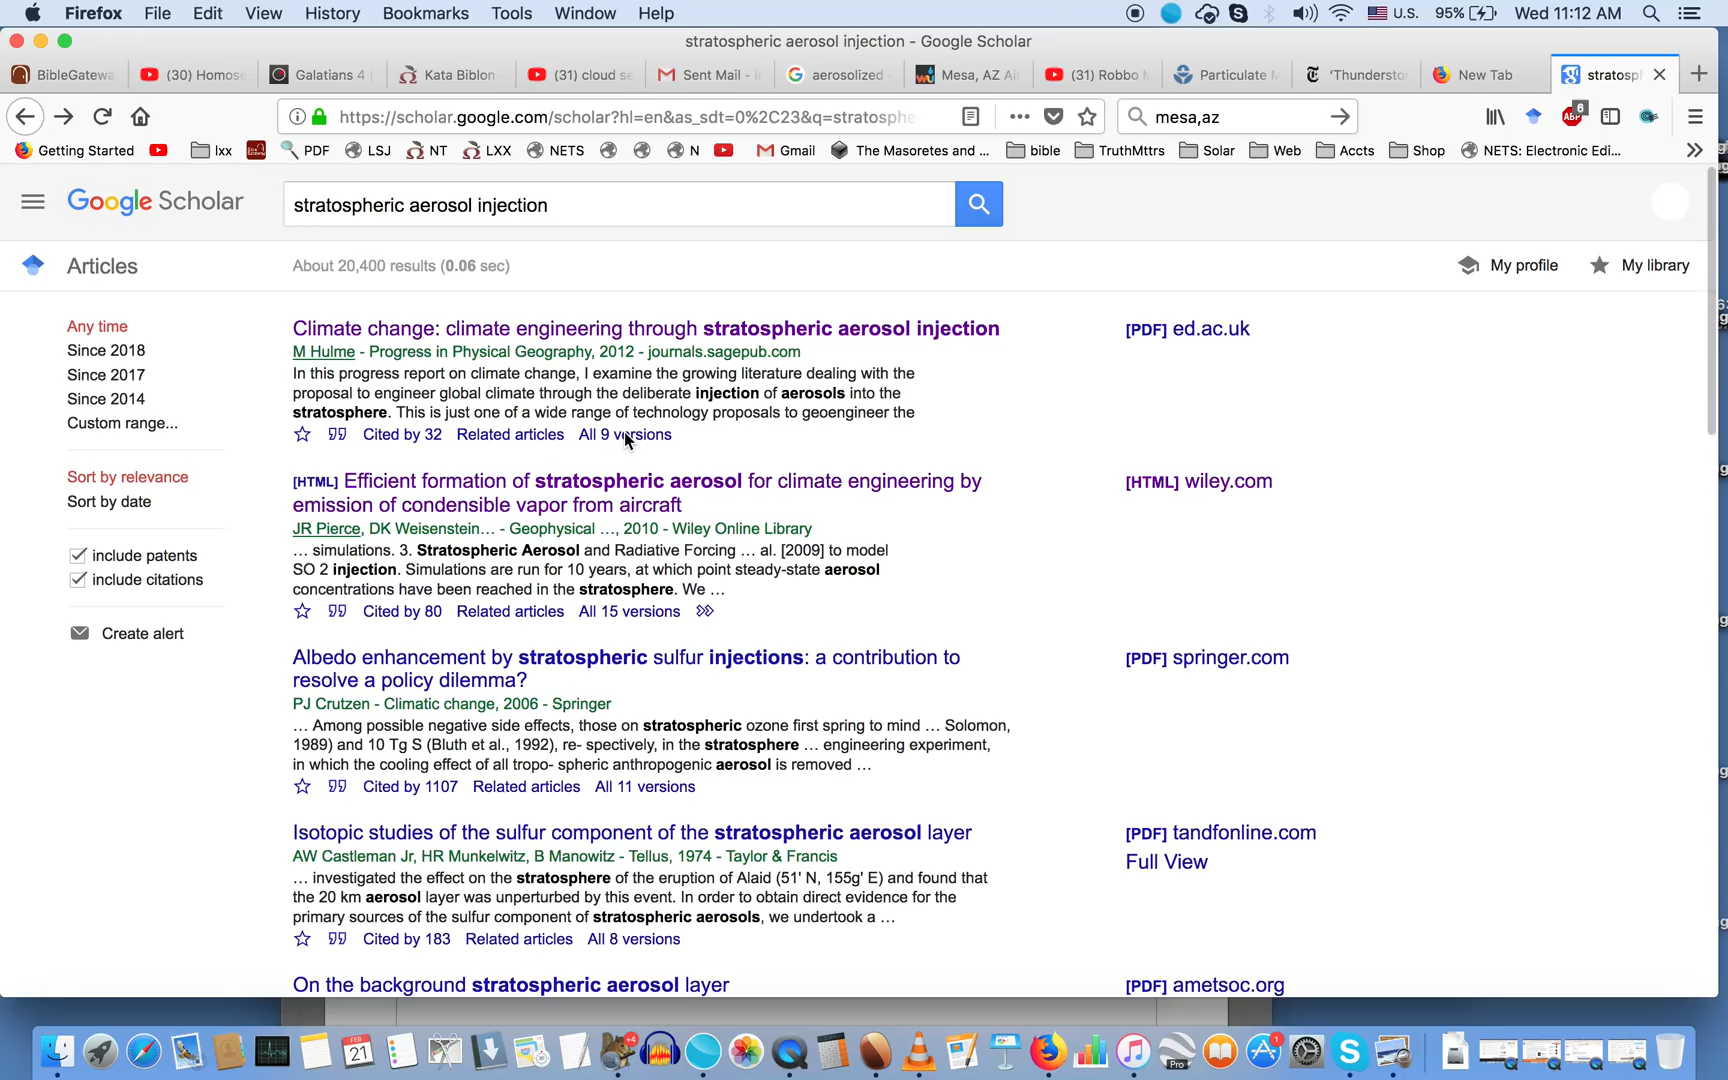 Firefox File Edit View History Bookmarks Tools Window Help U.S. 95% Wed 11:12 AM
stratospheric aerosol injection - Google Scholar
BibleGatewa (30) Homose Galatians 4 Kata Biblon (31) cloud se Sent Mail - i aerosolized Mesa, AZ Ai (31) Robbo Particulate M 'Thundersto New Tab stratosph
https://scholar.google.com/scholar?hl=en&as_sdt=0%2C23&q=stratosphe mesa,az 6 ABP
Getting Started lxx PDF LSJ NT LXX NETS N Gmail The Masoretes and ... bible TruthMttrs Solar Web Accts Shop NETS: Electronic Edi...
Google Scholar stratospheric aerosol injection
Articles About 20,400 results (0.06 sec) My profile My library
Any time
Since 2018
Since 2017
Since 2014
Custom range...
Sort by relevance
Sort by date
include patents
include citations
Create alert
Climate change: climate engineering through stratospheric aerosol injection [PDF] ed.ac.uk
M Hulme - Progress in Physical Geography, 2012 - journals.sagepub.com
In this progress report on climate change, I examine the growing literature dealing with the
proposal to engineer global climate through the deliberate injection of aerosols into the
stratosphere. This is just one of a wide range of technology proposals to geoengineer the
Cited by 32 Related articles All 9 versions
[HTML] Efficient formation of stratospheric aerosol for climate engineering by [HTML] wiley.com
emission of condensible vapor from aircraft
JR Pierce, DK Weisenstein... - Geophysical ..., 2010 - Wiley Online Library
... simulations. 3. Stratospheric Aerosol and Radiative Forcing ... al. [2009] to model
SO 2 injection. Simulations are run for 10 years, at which point steady-state aerosol
concentrations have been reached in the stratosphere. We ...
Cited by 80 Related articles All 15 versions
Albedo enhancement by stratospheric sulfur injections: a contribution to [PDF] springer.com
resolve a policy dilemma?
PJ Crutzen - Climatic change, 2006 - Springer
... Among possible negative side effects, those on stratospheric ozone first spring to mind ... Solomon,
1989) and 10 Tg S (Bluth et al., 1992), re- spectively, in the stratosphere ... engineering experiment,
in which the cooling effect of all tropo- spheric anthropogenic aerosol is removed ...
Cited by 1107 Related articles All 11 versions
Isotopic studies of the sulfur component of the stratospheric aerosol layer [PDF] tandfonline.com
AW Castleman Jr, HR Munkelwitz, B Manowitz - Tellus, 1974 - Taylor & Francis Full View
... investigated the effect on the stratosphere of the eruption of Alaid (51' N, 155g' E) and found that
the 20 km aerosol layer was unperturbed by this event. In order to obtain direct evidence for the
primary sources of the sulfur component of stratospheric aerosols, we undertook a ...
Cited by 183 Related articles All 8 versions
On the background stratospheric aerosol layer [PDF] ametsoc.org
FEB 21 +4 Pro 1